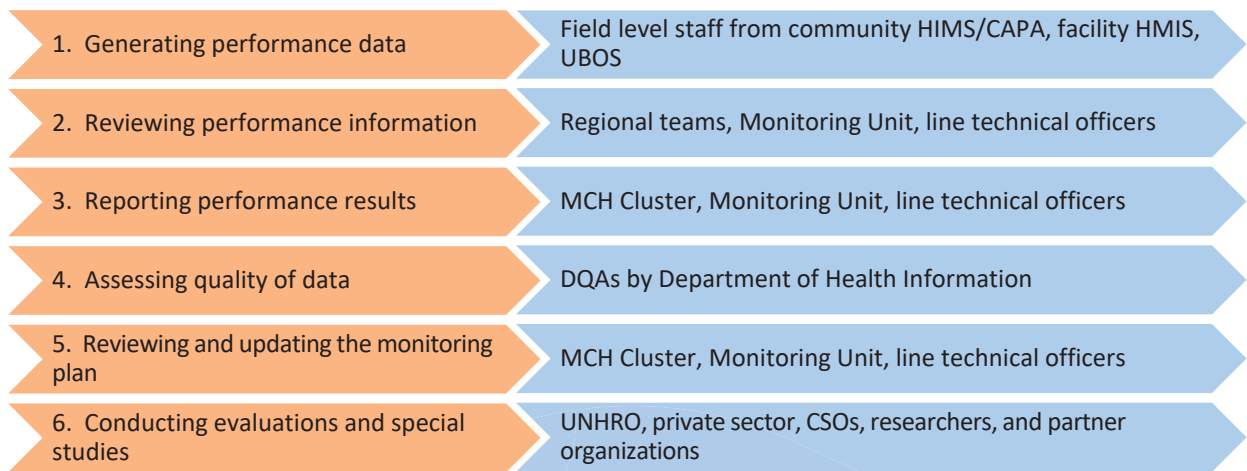 1. Generating performance data
Field level staff from community HIMS/CAPA, facility HMIS,
UBOS
2. Reviewing performance information
Regional teams, Monitoring Unit, line technical officers
3. Reporting performance results
MCH Cluster, Monitoring Unit, line technical officers
4. Assessing quality of data
DQAs by Department of Health Information
5. Reviewing and updating the monitoring
plan
MCH Cluster, Monitoring Unit, line technical officers
6. Conducting evaluations and special
studies
UNHRO, private sector, CSOs, researchers, and partner
organizations